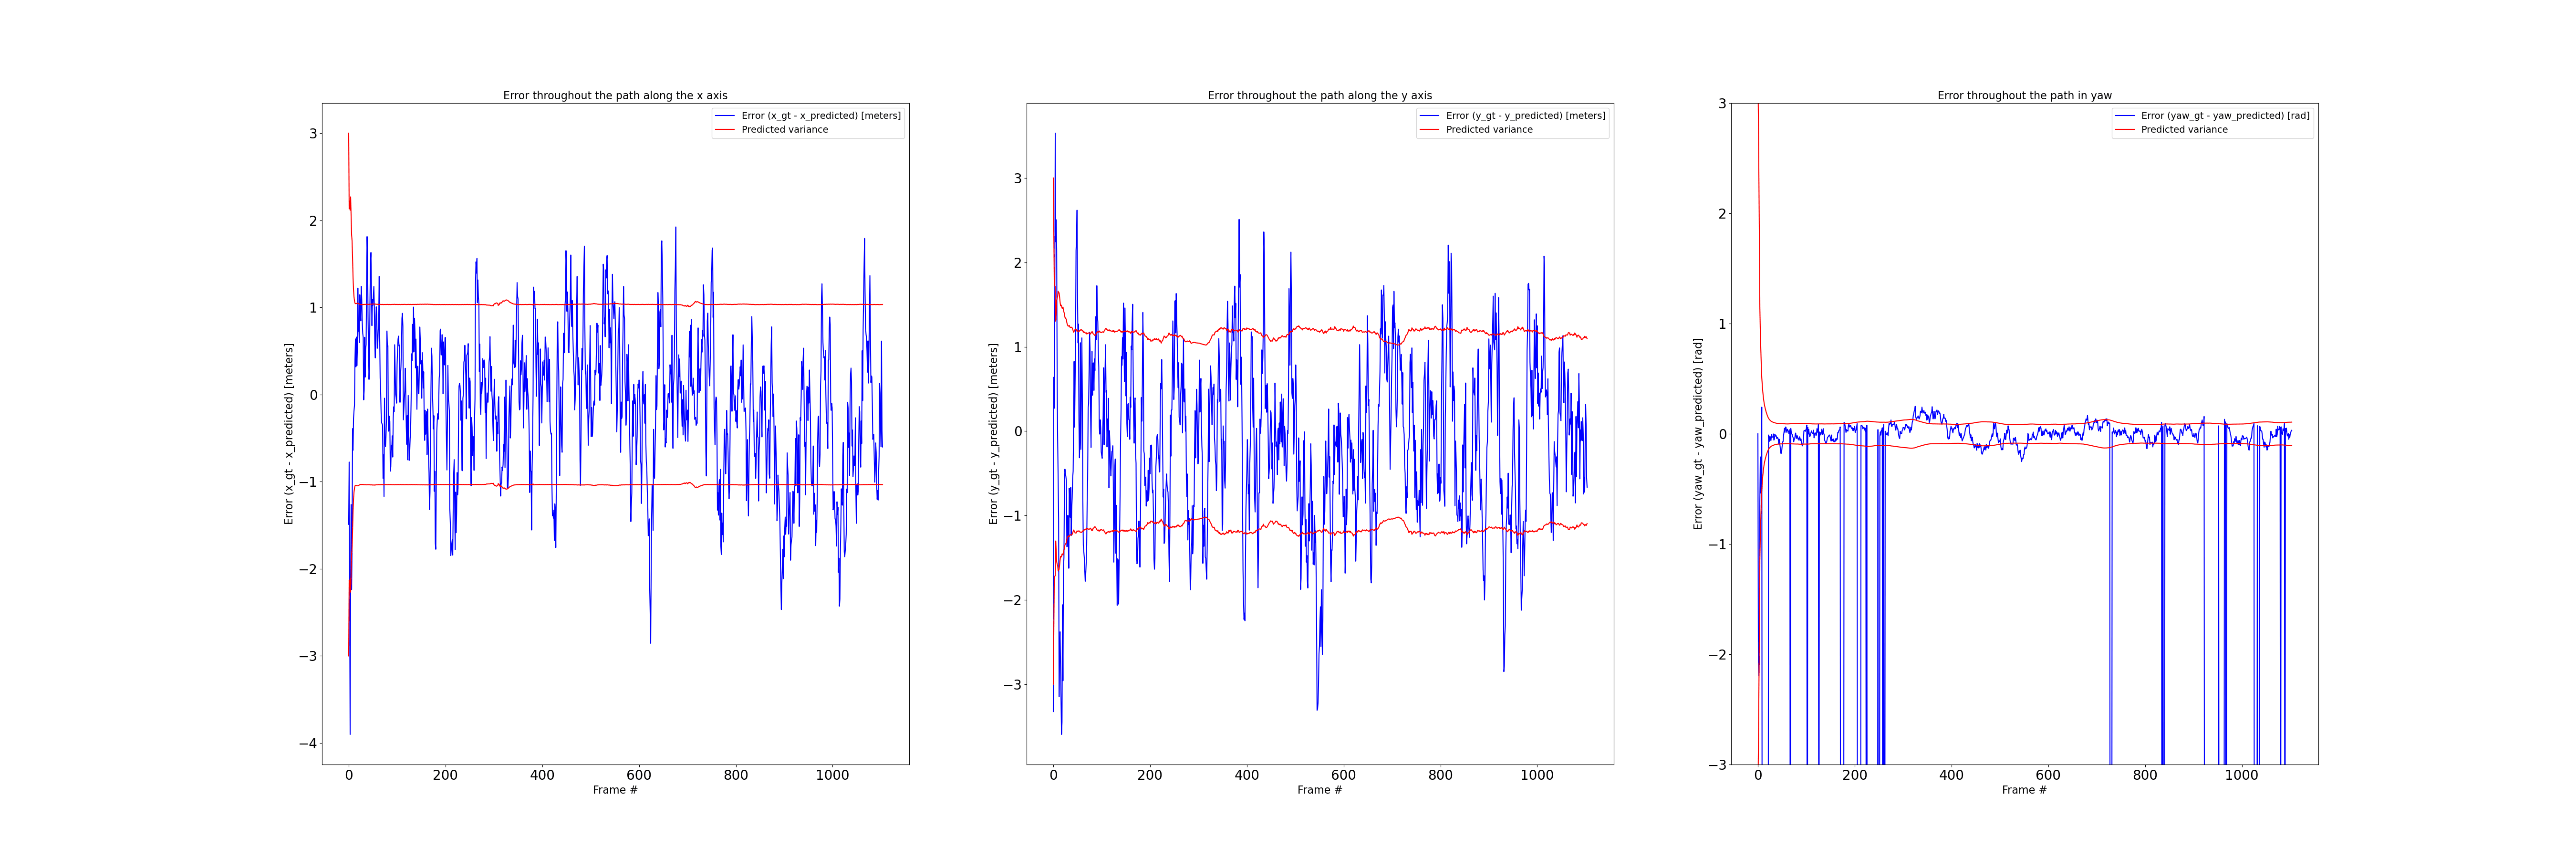 Error throughout the path along the x axis
Error (x_gt - x_predicted) [meters]
Predicted variance
3
2
1
0
−1
−2
−3
−4
Error (x_gt - x_predicted) [meters]
0 200 400 600 800 1000
Frame #
Error throughout the path along the y axis
Error (y_gt - y_predicted) [meters]
Predicted variance
3
2
1
0
−1
−2
−3
Error (y_gt - y_predicted) [meters]
0 200 400 600 800 1000
Frame #
Error throughout the path in yaw
Error (yaw_gt - yaw_predicted) [rad]
Predicted variance
3
2
1
0
−1
−2
−3
Error (yaw_gt - yaw_predicted) [rad]
0 200 400 600 800 1000
Frame #